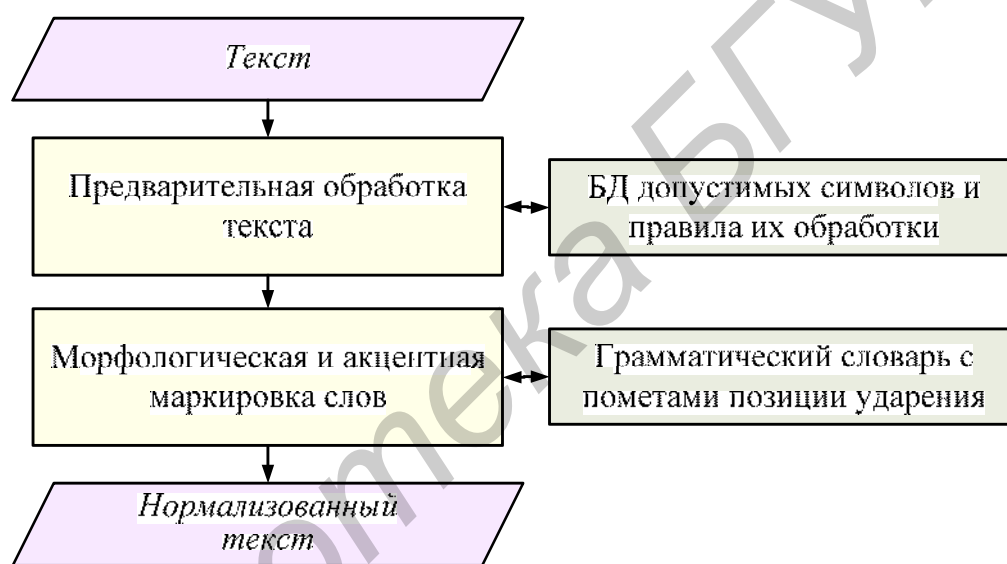 Текст
Предварительная обработка
текста
БД допустимых символов и
правила их обработки
Морфологическая и акцентная
маркировка слов
Грамматический словарь с
пометами позиции ударения
Нормализованный
текст